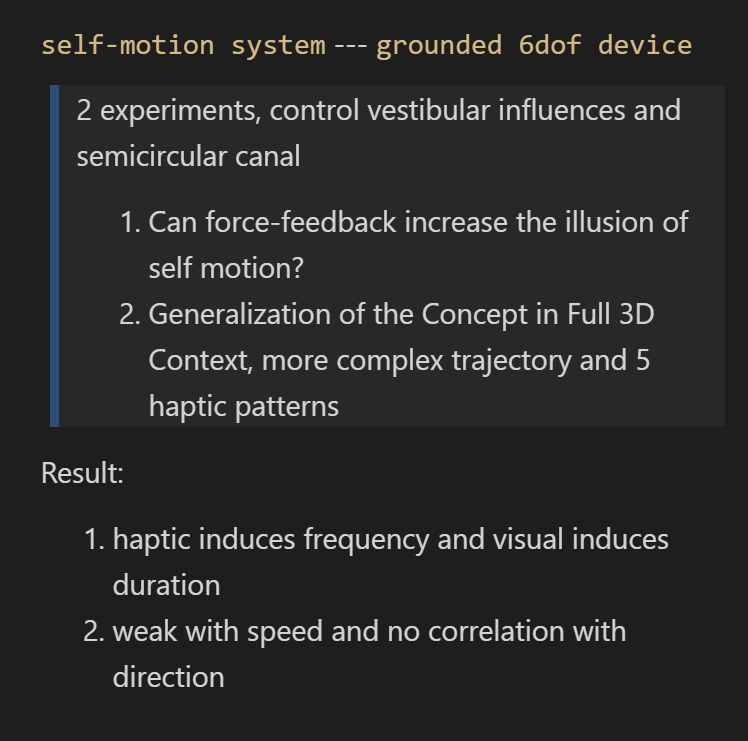 self-motion system --- grounded 6dof device
2 experiments, control vestibular influences and
semicircular canal
1. Can force-feedback increase the illusion of
self motion?
2. Generalization of the Concept in Full 3D
Context, more complex trajectory and 5
haptic patterns
Result:
1. haptic induces frequency and visual induces
duration
2. weak with speed and no correlation with
direction